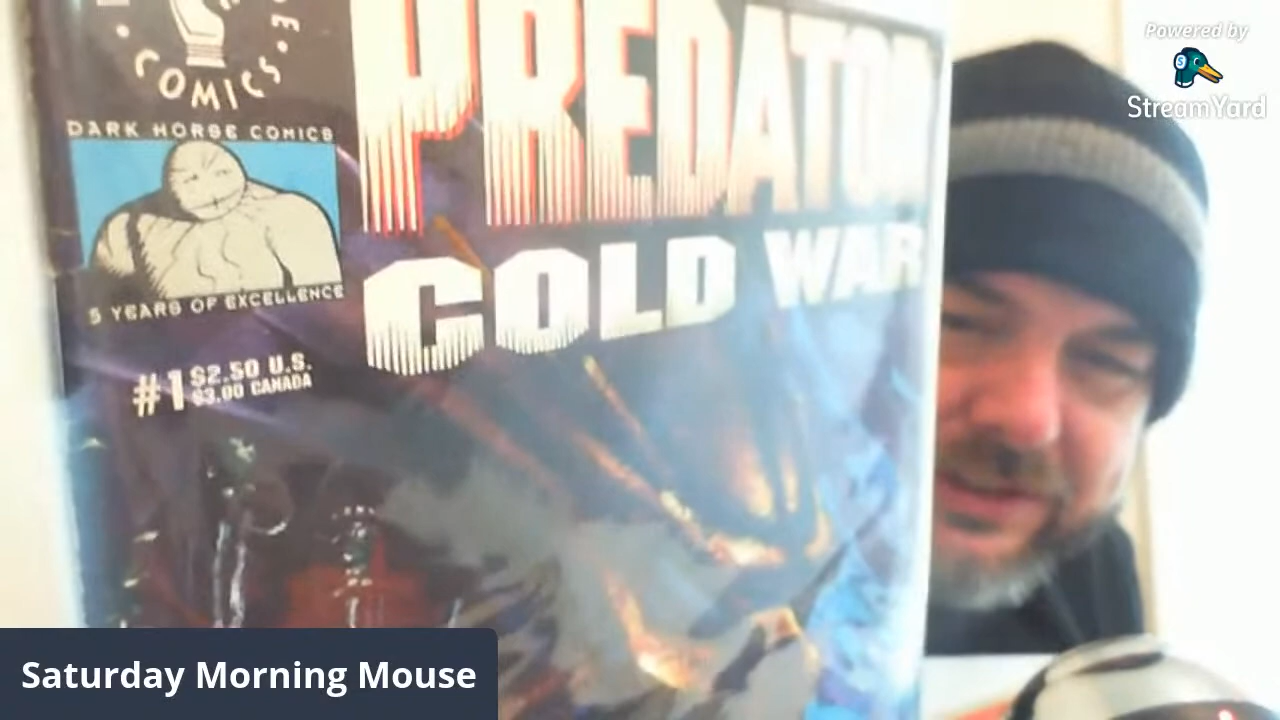 COMICS
DARK HORSE COMICS
5 YEARS OF EXCELLENCE
#1 $2.50 U.S.
$3.00 CANADA
PREDATOR
COLD WAR
Powered by
StreamYard
Saturday Morning Mouse